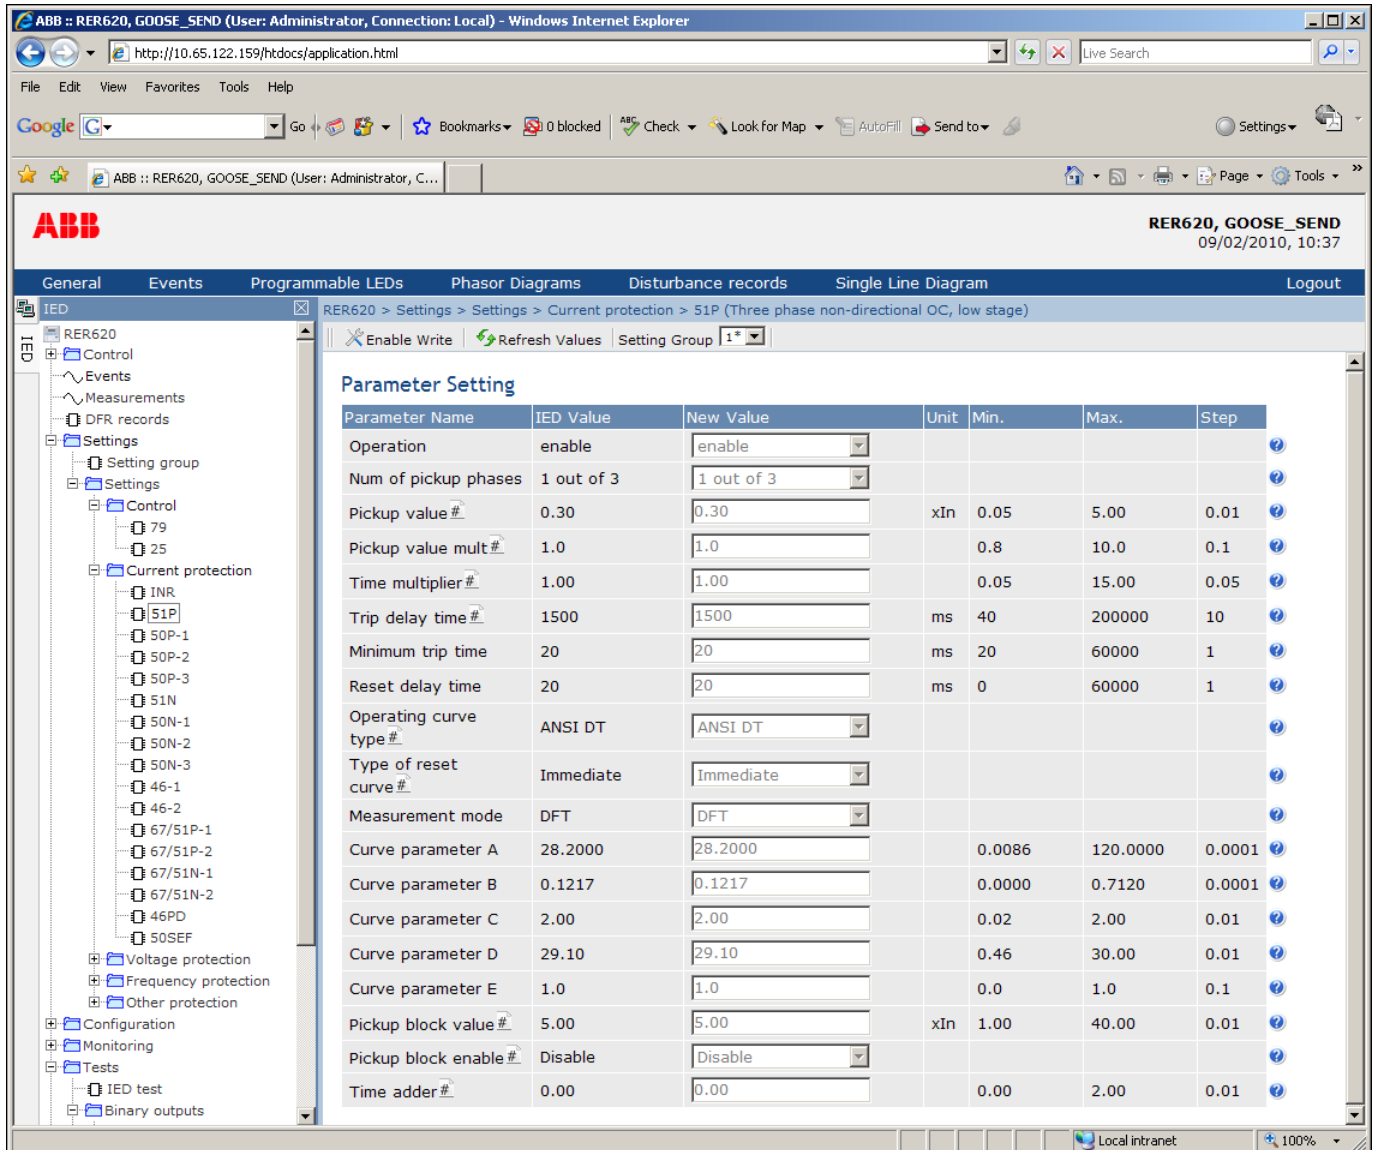 ABB :: RER620, GOOSE_SEND (User: Administrator, Connection: Local) - Windows Internet Explorer
http://10.65.122.159/htdocs/application.html
Live Search
File Edit View Favorites Tools Help
Google G Go Bookmarks 0 blocked ABC Check Look for Map AutoFill Send to Settings
ABB :: RER620, GOOSE_SEND (User: Administrator, C... Page Tools »
ABB
RER620, GOOSE_SEND
09/02/2010, 10:37
General Events Programmable LEDs Phasor Diagrams Disturbance records Single Line Diagram Logout
IED
IED
RER620
Control
Events
Measurements
DFR records
Settings
Setting group
Settings
Control
79
25
Current protection
INR
51P
50P-1
50P-2
50P-3
51N
50N-1
50N-2
50N-3
46-1
46-2
67/51P-1
67/51P-2
67/51N-1
67/51N-2
46PD
50SEF
Voltage protection
Frequency protection
Other protection
Configuration
Monitoring
Tests
IED test
Binary outputs
RER620 > Settings > Settings > Current protection > 51P (Three phase non-directional OC, low stage)
Enable Write Refresh Values Setting Group 1*
Parameter Setting
Parameter Name IED Value New Value Unit Min. Max. Step
Operation enable enable ?
Num of pickup phases 1 out of 3 1 out of 3 ?
Pickup value # 0.30 0.30 xIn 0.05 5.00 0.01 ?
Pickup value mult # 1.0 1.0 0.8 10.0 0.1 ?
Time multiplier # 1.00 1.00 0.05 15.00 0.05 ?
Trip delay time # 1500 1500 ms 40 200000 10 ?
Minimum trip time 20 20 ms 20 60000 1 ?
Reset delay time 20 20 ms 0 60000 1 ?
Operating curve
type # ANSI DT ANSI DT ?
Type of reset
curve # Immediate Immediate ?
Measurement mode DFT DFT ?
Curve parameter A 28.2000 28.2000 0.0086 120.0000 0.0001 ?
Curve parameter B 0.1217 0.1217 0.0000 0.7120 0.0001 ?
Curve parameter C 2.00 2.00 0.02 2.00 0.01 ?
Curve parameter D 29.10 29.10 0.46 30.00 0.01 ?
Curve parameter E 1.0 1.0 0.0 1.0 0.1 ?
Pickup block value # 5.00 5.00 xIn 1.00 40.00 0.01 ?
Pickup block enable # Disable Disable ?
Time adder # 0.00 0.00 0.00 2.00 0.01 ?
Local intranet 100%